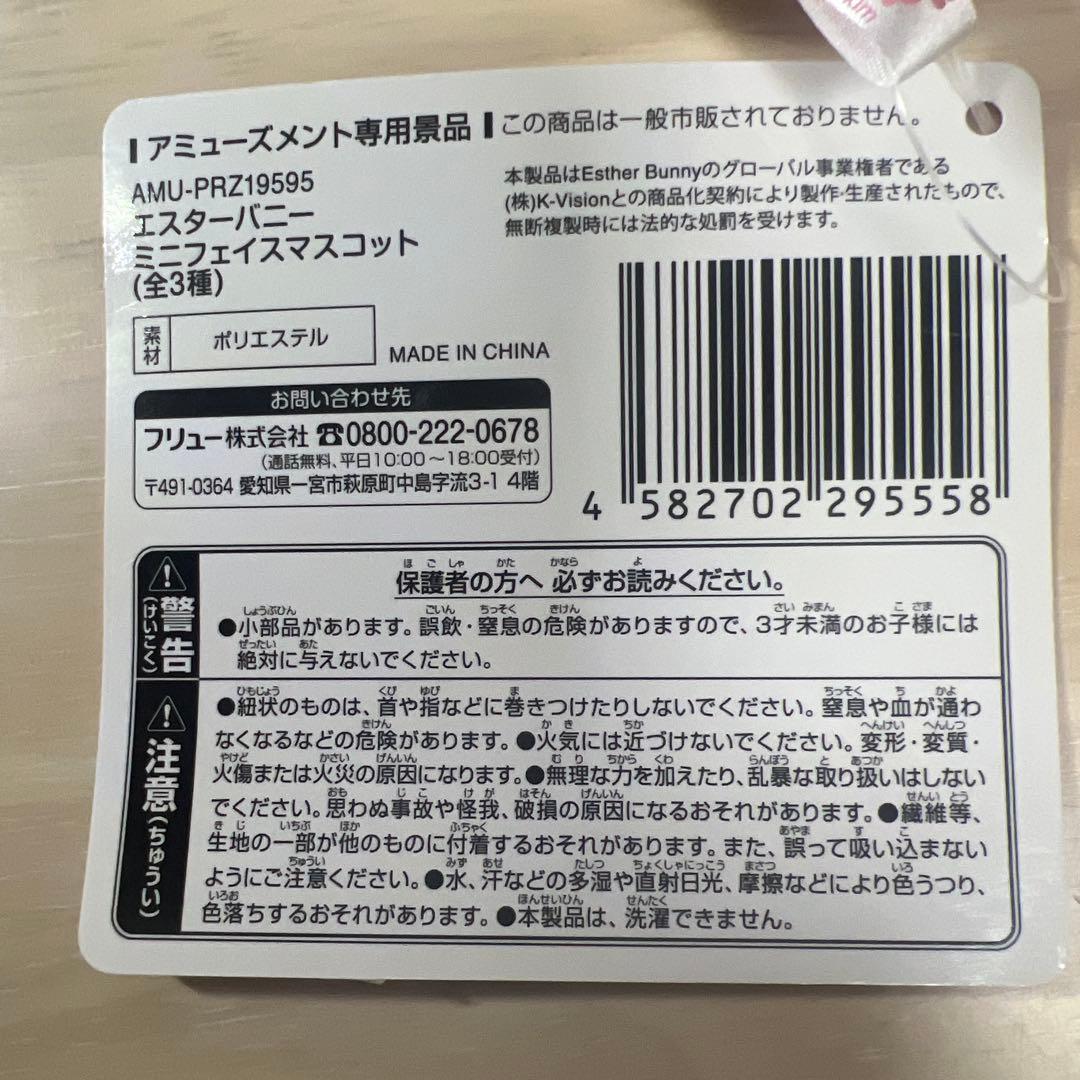 アミューズメント専用景品
この商品は一般市販されておりません。
AMU-PRZ19595
エスターバニー
ミニフェイスマスコット
(全3種)
本製品はEsther Bunnyのグローバル事業権者である
(株)K-Visionとの商品化契約により製作・生産されたもので、
無断複製時には法的な処罰を受けます。
素材
ポリエステル
MADE IN CHINA
お問い合わせ先
フリュー株式会社 ☎0800-222-0678
(通話無料、平日10:00~18:00受付)
〒491-0364 愛知県一宮市萩原町中島字流3-1 4階
4 582702 295558
警告(けいこく)
保護者の方へ 必ずお読みください。
●小部品があります。誤飲・窒息の危険がありますので、3才未満のお子様には
絶対に与えないでください。
注意(ちゅうい)
●紐状のものは、首や指などに巻きつけたりしないでください。窒息や血が通わ
なくなるなどの危険があります。●火気には近づけないでください。変形・変質・
火傷または火災の原因になります。●無理な力を加えたり、乱暴な取り扱いはしない
でください。思わぬ事故や怪我、破損の原因になるおそれがあります。●繊維等、
生地の一部が他のものに付着するおそれがあります。また、誤って吸い込まない
ようにご注意ください。●水、汗などの多湿や直射日光、摩擦などにより色うつり、
色落ちするおそれがあります。●本製品は、洗濯できません。